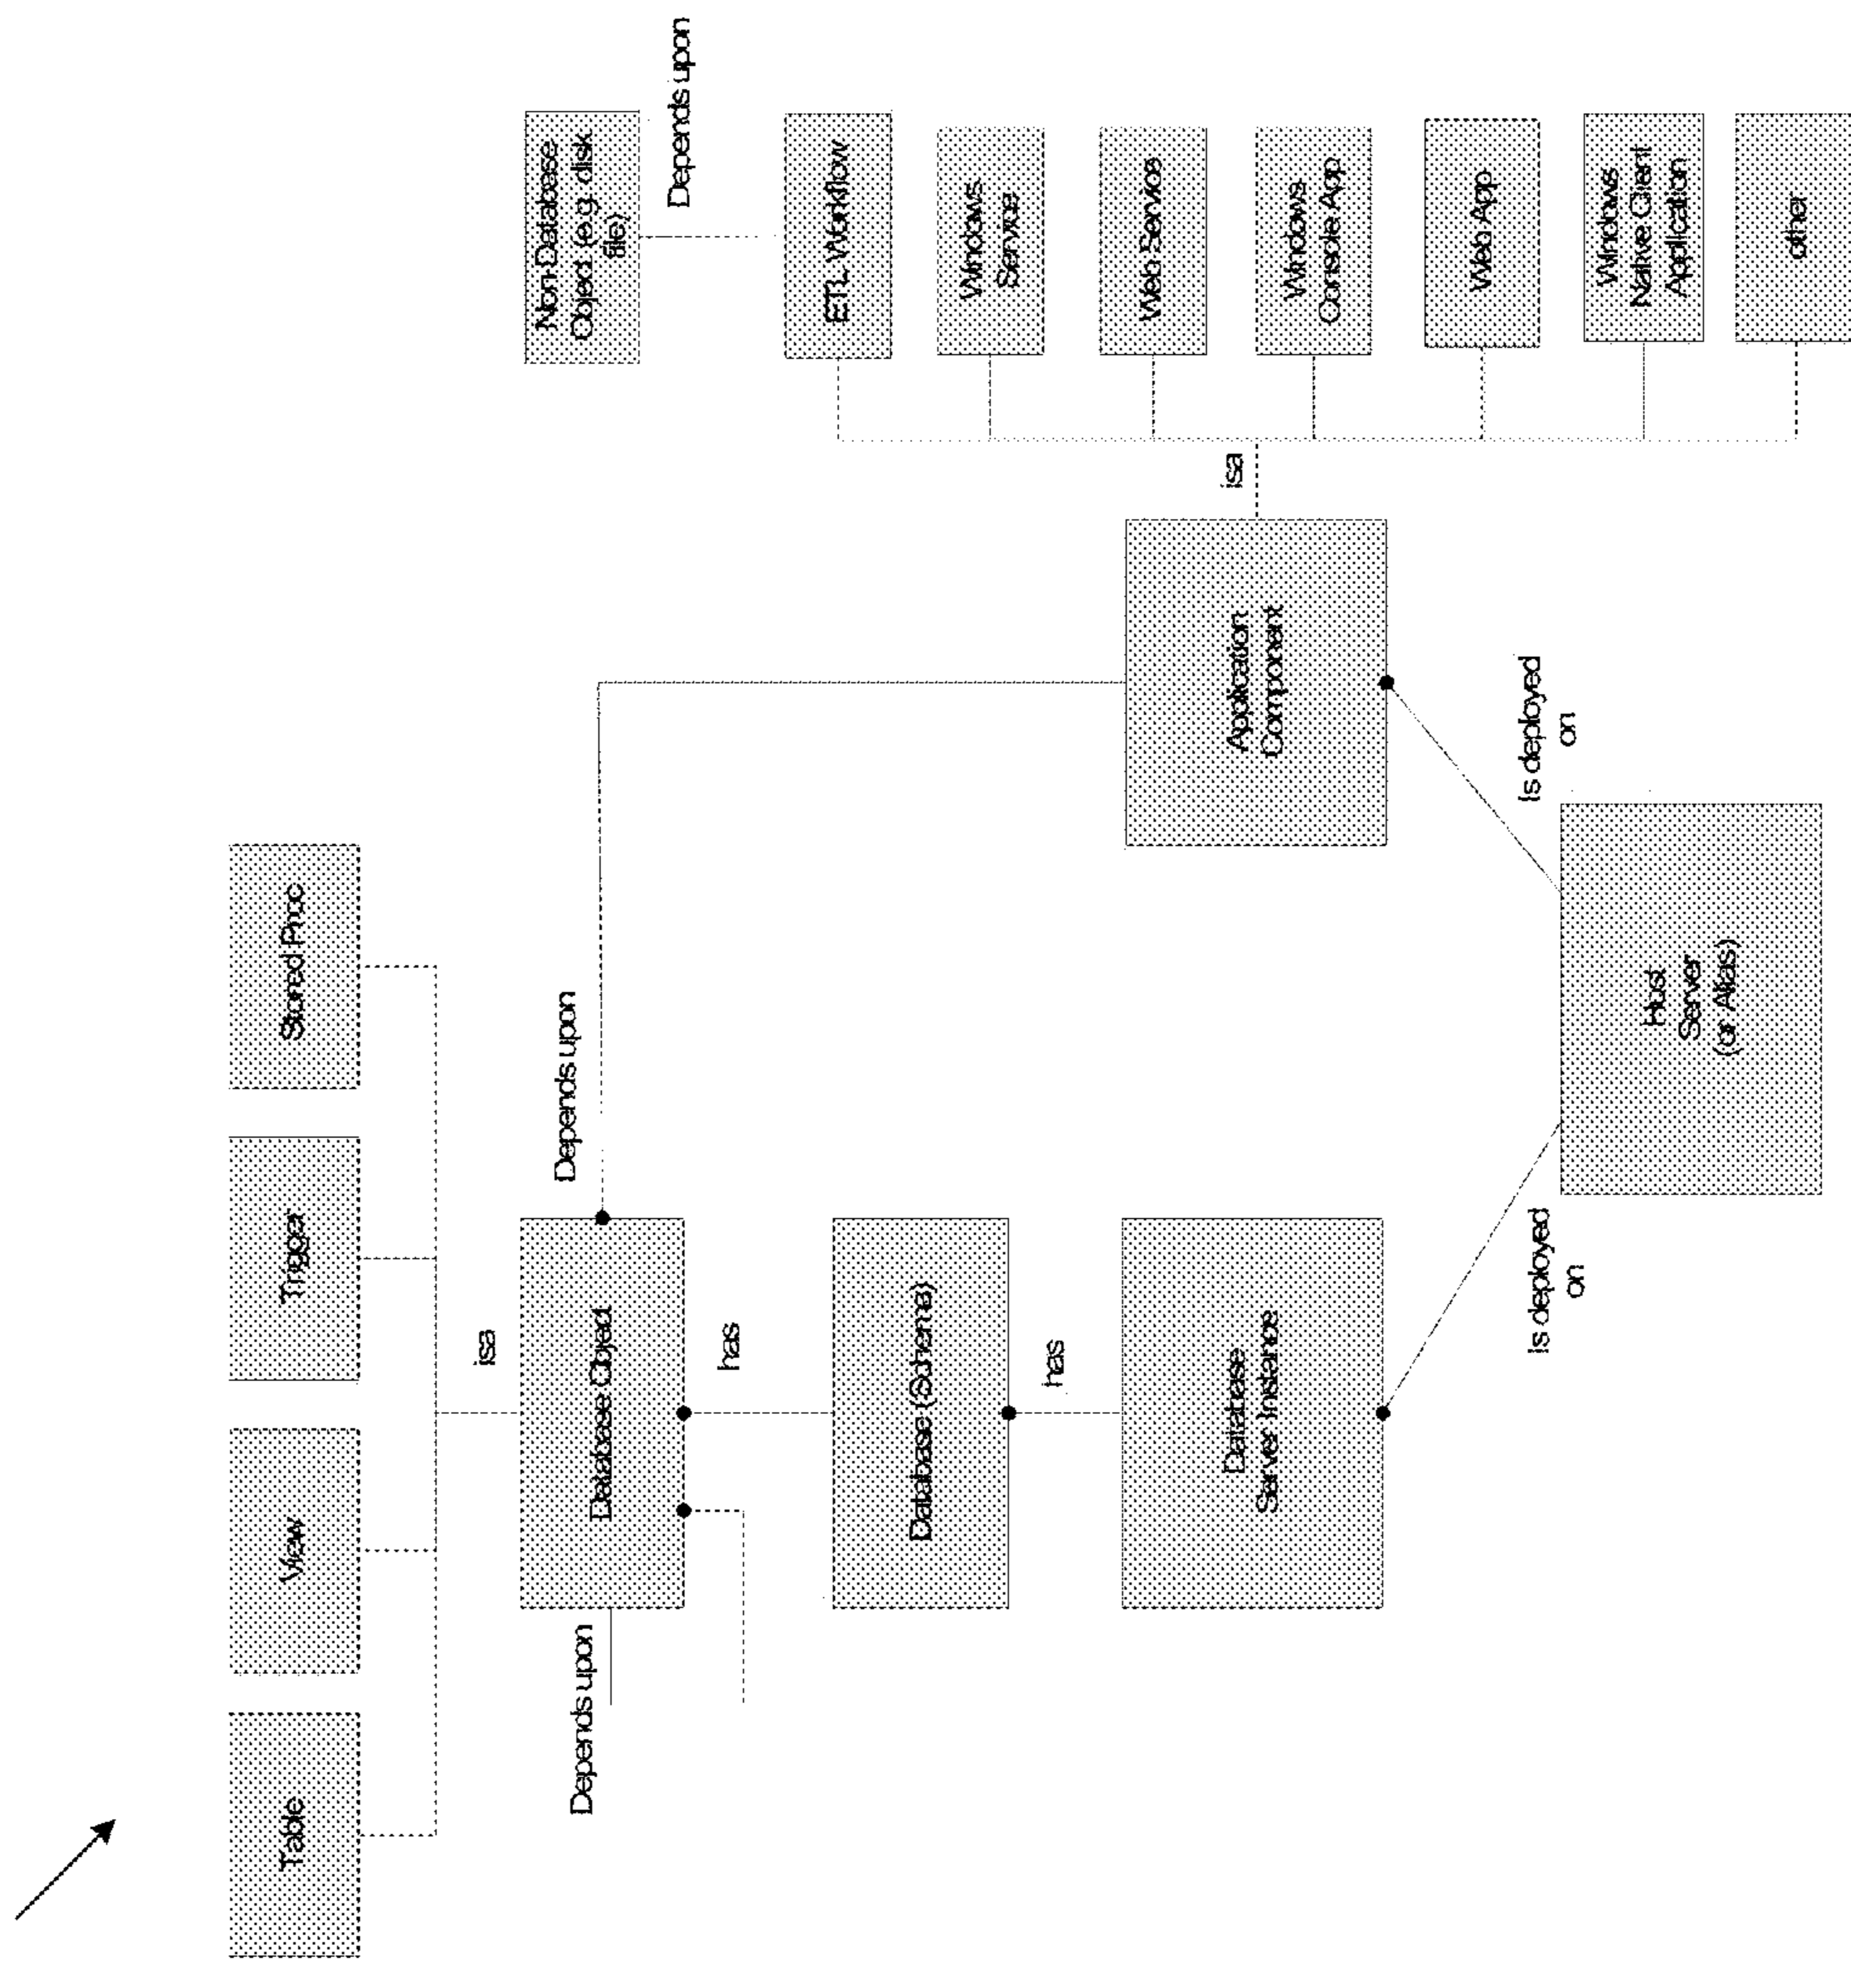 Table
View
Trigger
Stored Proc
isa
Depends upon
Database Object
Depends upon
has
Database (Schema)
has
Database
Server Instance
Is deployed
on
Host
Server
(or Alias)
Is deployed
on
Application
Component
isa
Non-Database
Object (e.g. disk
file)
Depends upon
ETL Workflow
Windows
Service
Web Service
Windows
Console App
Web App
Windows
Native Client
Application
other